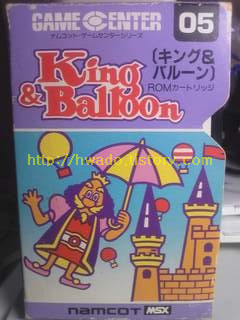 GAME CENTER
05
ナムコット・ゲームセンターシリーズ
King
& Balloon
(キング&
バルーン)
ROMカートリッジ
http://hwado.tistory.com
namcot MSX